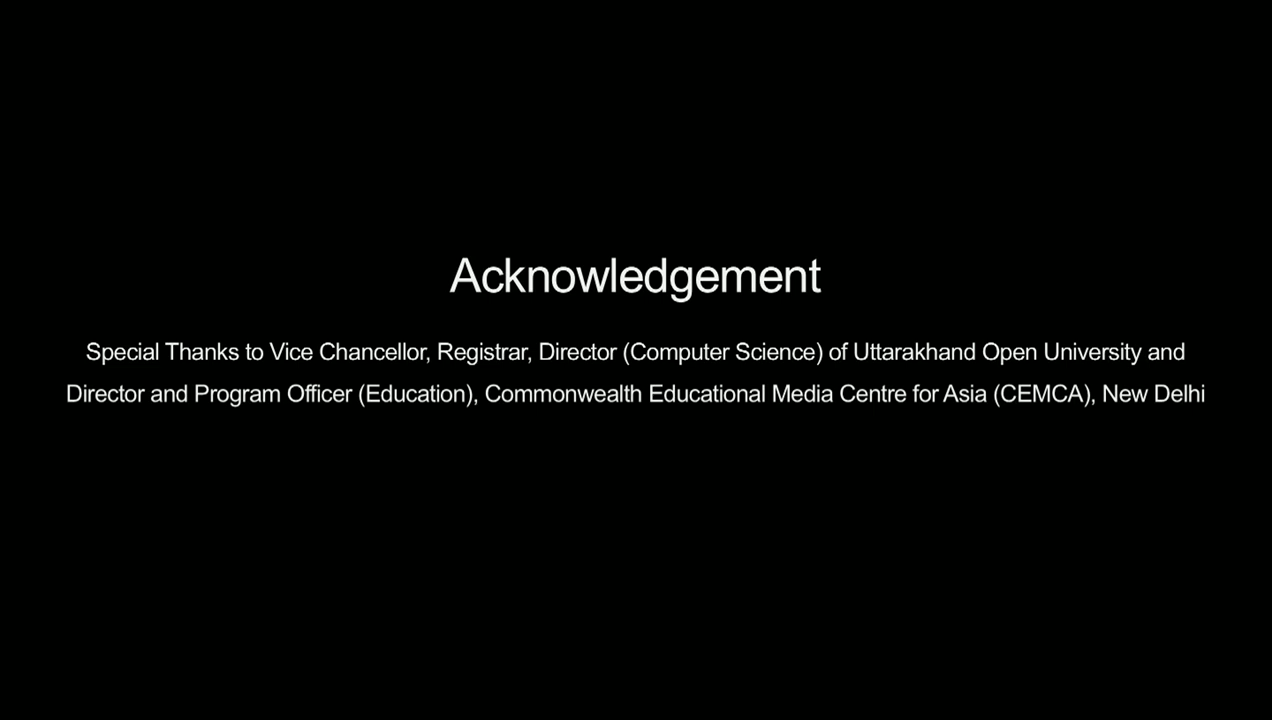 Acknowledgement
Special Thanks to Vice Chancellor, Registrar, Director (Computer Science) of Uttarakhand Open University and
Director and Program Officer (Education), Commonwealth Educational Media Centre for Asia (CEMCA), New Delhi